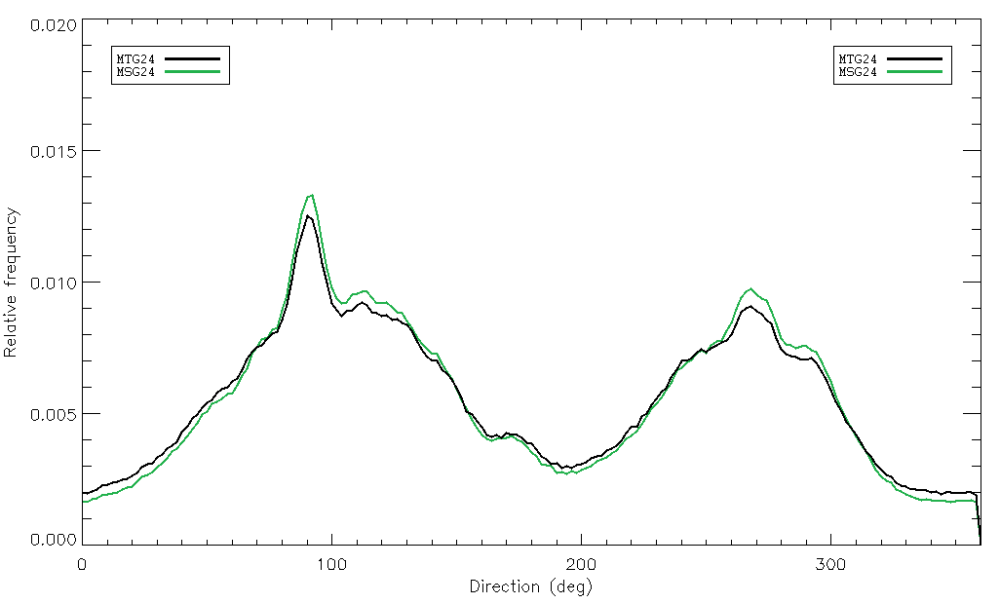 0.020
MTG24
MSG24
MTG24
MSG24
0.015
0.010
0.005
0.000
Relative frequency
0
100
200
300
Direction (deg)